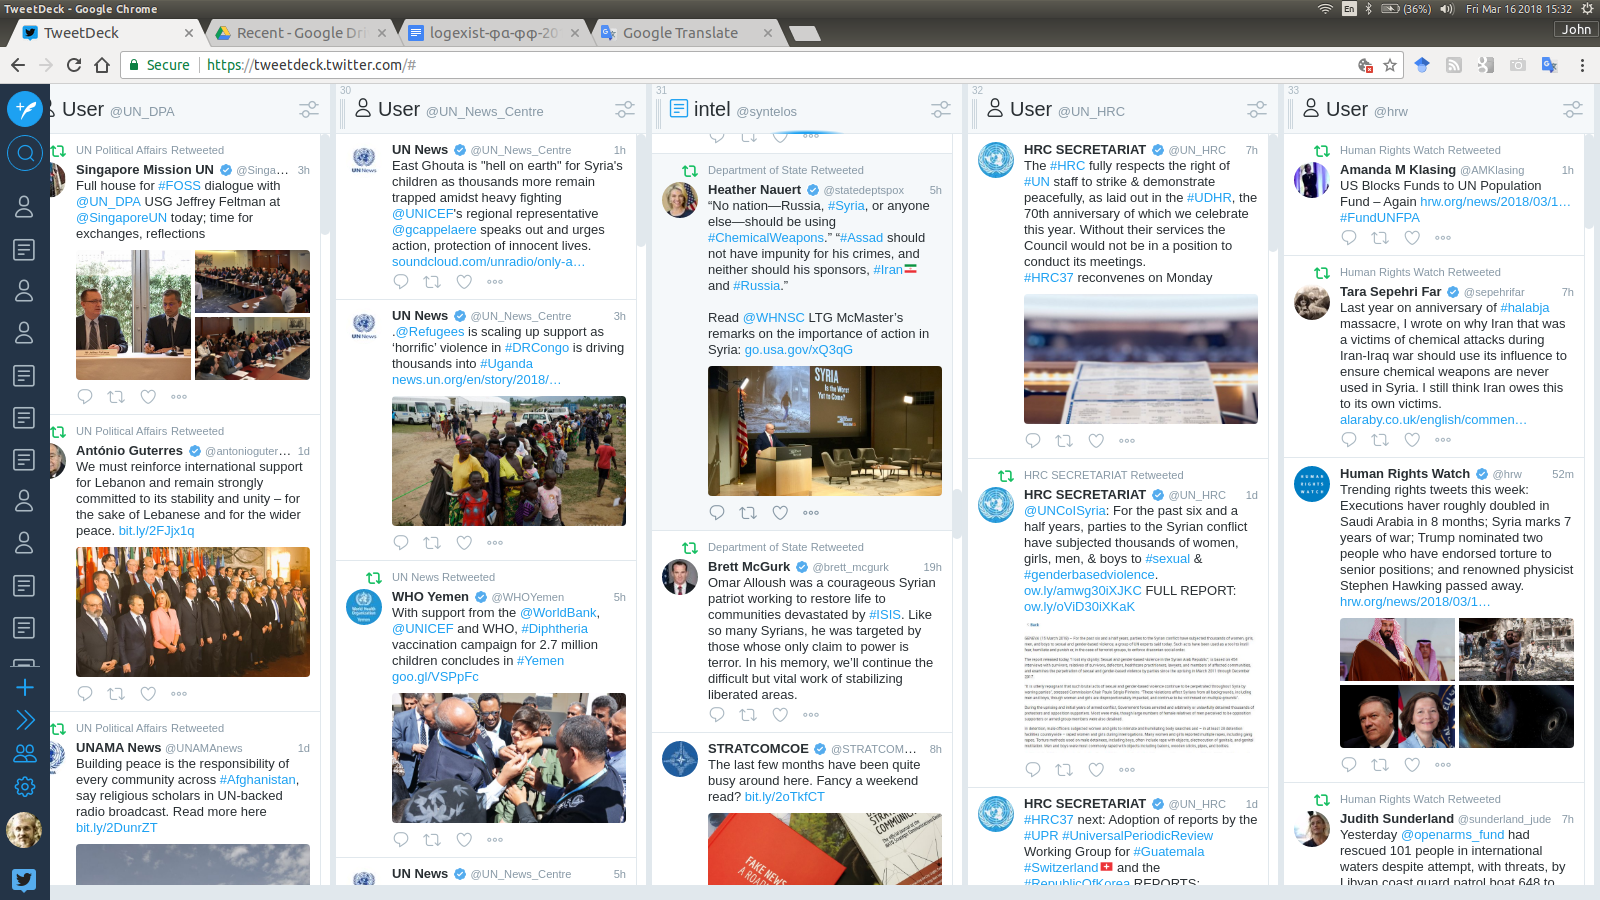 TweetDeck - Google Chrome
En
(36%)
Fri Mar 16 2018 15:32
TweetDeck
Recent - Google Dri
logexist-φα-φφ-20
Google Translate
John
Secure
https://tweetdeck.twitter.com/#
User @UN_DPA
UN Political Affairs Retweeted
Singapore Mission UN @Singa... 3h
Full house for #FOSS dialogue with
@UN_DPA USG Jeffrey Feltman at
@SingaporeUN today; time for
exchanges, reflections
UN Political Affairs Retweeted
António Guterres @antonioguter... 1d
We must reinforce international support
for Lebanon and remain strongly
committed to its stability and unity – for
the sake of Lebanese and for the wider
peace. bit.ly/2FJjx1q
UN Political Affairs Retweeted
UNAMA News @UNAMAnews 1d
Building peace is the responsibility of
every community across #Afghanistan,
say religious scholars in UN-backed
radio broadcast. Read more here
bit.ly/2DunrZT
30
User @UN_News_Centre
UN News @UN_News_Centre 1h
East Ghouta is "hell on earth" for Syria's
children as thousands more remain
trapped amidst heavy fighting
@UNICEF's regional representative
@gcappelaere speaks out and urges
action, protection of innocent lives.
soundcloud.com/unradio/only-a…
UN News @UN_News_Centre 3h
.@Refugees is scaling up support as
‘horrific’ violence in #DRCongo is driving
thousands into #Uganda
news.un.org/en/story/2018/…
UN News Retweeted
WHO Yemen @WHOYemen 5h
With support from the @WorldBank,
@UNICEF and WHO, #Diphtheria
vaccination campaign for 2.7 million
children concludes in #Yemen
goo.gl/VSPpFc
UN News @UN_News_Centre 5h
31
intel @syntelos
Department of State Retweeted
Heather Nauert @statedeptspox 5h
“No nation—Russia, #Syria, or anyone
else—should be using
#ChemicalWeapons.” “#Assad should
not have impunity for his crimes, and
neither should his sponsors, #Iran
and #Russia.”
Read @WHNSC LTG McMaster’s
remarks on the importance of action in
Syria: go.usa.gov/xQ3qG
SYRIA
Is the Worst
Yet to Come?
Department of State Retweeted
Brett McGurk @brett_mcgurk 19h
Omar Alloush was a courageous Syrian
patriot working to restore life to
communities devastated by #ISIS. Like
so many Syrians, he was targeted by
those whose only claim to power is
terror. In his memory, we’ll continue the
difficult but vital work of stabilizing
liberated areas.
STRATCOMCOE @STRATCOM... 8h
The last few months have been quite
busy around here. Fancy a weekend
read? bit.ly/2oTkfCT
FAKE NEWS
A ROA
32
User @UN_HRC
HRC SECRETARIAT @UN_HRC 7h
The #HRC fully respects the right of
#UN staff to strike & demonstrate
peacefully, as laid out in the #UDHR, the
70th anniversary of which we celebrate
this year. Without their services the
Council would not be in a position to
conduct its meetings.
#HRC37 reconvenes on Monday
HRC SECRETARIAT Retweeted
HRC SECRETARIAT @UN_HRC 1d
@UNCoISyria: For the past six and a
half years, parties to the Syrian conflict
have subjected thousands of women,
girls, men, & boys to #sexual &
#genderbasedviolence.
ow.ly/amwg30iXJKC FULL REPORT:
ow.ly/oViD30iXKaK
HRC SECRETARIAT @UN_HRC 1d
#HRC37 next: Adoption of reports by the
#UPR #UniversalPeriodicReview
Working Group for #Guatemala
#Switzerland and the
#RepublicOfKorea REPORTS:
33
User @hrw
Human Rights Watch Retweeted
Amanda M Klasing @AMKlasing 1h
US Blocks Funds to UN Population
Fund – Again hrw.org/news/2018/03/1…
#FundUNFPA
Human Rights Watch Retweeted
Tara Sepehri Far @sepehrifar 7h
Last year on anniversary of #halabja
massacre, I wrote on why Iran that was
a victims of chemical attacks during
Iran-Iraq war should use its influence to
ensure chemical weapons are never
used in Syria. I still think Iran owes this
to its own victims.
alaraby.co.uk/english/commen…
Human Rights Watch @hrw 52m
Trending rights tweets this week:
Executions haver roughly doubled in
Saudi Arabia in 8 months; Syria marks 7
years of war; Trump nominated two
people who have endorsed torture to
senior positions; and renowned physicist
Stephen Hawking passed away.
hrw.org/news/2018/03/1…
Human Rights Watch Retweeted
Judith Sunderland @sunderland_jude 7h
Yesterday @openarms_fund had
rescued 101 people in international
waters despite attempt, with threats, by
Libyan coast guard patrol boat 648 to